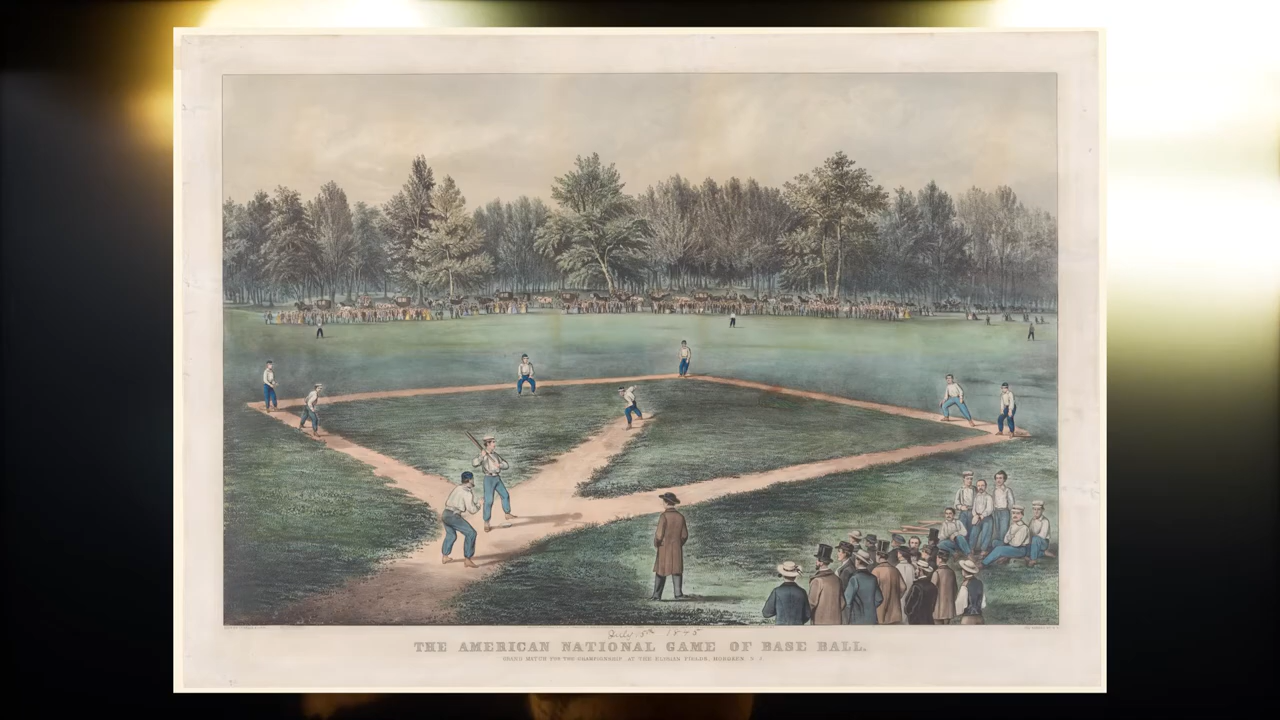 July 15th 1845
THE AMERICAN NATIONAL GAME OF BASE BALL.
GRAND MATCH FOR THE CHAMPIONSHIP AT THE ELYSIAN FIELDS, HOBOKEN, N. J.